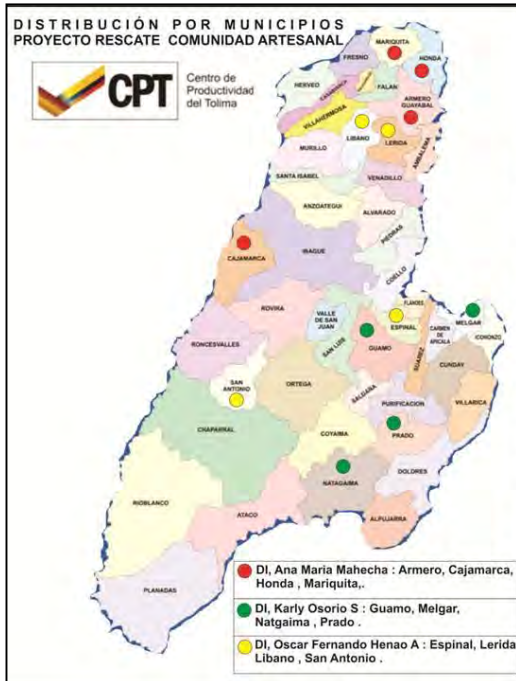 DISTRIBUCIÓN POR MUNICIPIOS
PROYECTO RESCATE COMUNIDAD ARTESANAL
CPT
Centro de
Productividad
del Tolima
MARIQUITA
FRESNO
HONDA
HERVEO
FALAN
CASABIANCA
ARMERO
GUAYABAL
VILLAHERMOSA
LIBANO
LERIDA
AMBALEMA
MURILLO
SANTA ISABEL
VENADILLO
ANZOATEGUI
ALVARADO
PIEDRAS
IBAGUE
CAJAMARCA
COELLO
ROVIRA
VALLE
DE SAN
JUAN
FLANDES
ESPINAL
MELGAR
CARMEN
DE
APICALA
ICONONZO
RONCESVALLES
SAN LUIS
GUAMO
SUAREZ
CUNDAY
SAN
ANTONIO
ORTEGA
SALDAÑA
PURIFICACION
VILLARICA
CHAPARRAL
COYAIMA
PRADO
DOLORES
NATAGAIMA
RIOBLANCO
ATACO
ALPUJARRA
PLANADAS
DI, Ana Maria Mahecha : Armero, Cajamarca,
Honda , Mariquita,.
DI, Karly Osorio S : Guamo, Melgar,
Natgaima , Prado .
DI, Oscar Fernando Henao A : Espinal, Lerida
Libano , San Antonio .